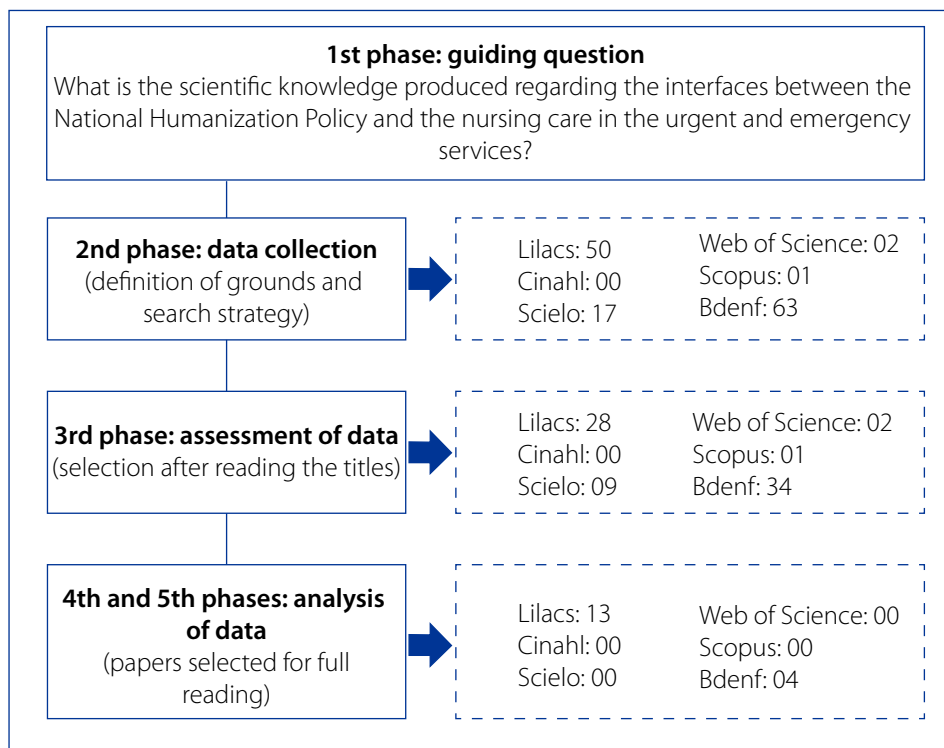 1st phase: guiding question
What is the scientific knowledge produced regarding the interfaces between the
National Humanization Policy and the nursing care in the urgent and emergency
services?
2nd phase: data collection
(definition of grounds and
search strategy)
Lilacs: 50
Cinahl: 00
Scielo: 17
Web of Science: 02
Scopus: 01
Bdenf: 63
3rd phase: assessment of data
(selection after reading the titles)
Lilacs: 28
Cinahl: 00
Scielo: 09
Web of Science: 02
Scopus: 01
Bdenf: 34
4th and 5th phases: analysis
of data
(papers selected for full
reading)
Lilacs: 13
Cinahl: 00
Scielo: 00
Web of Science: 00
Scopus: 00
Bdenf: 04